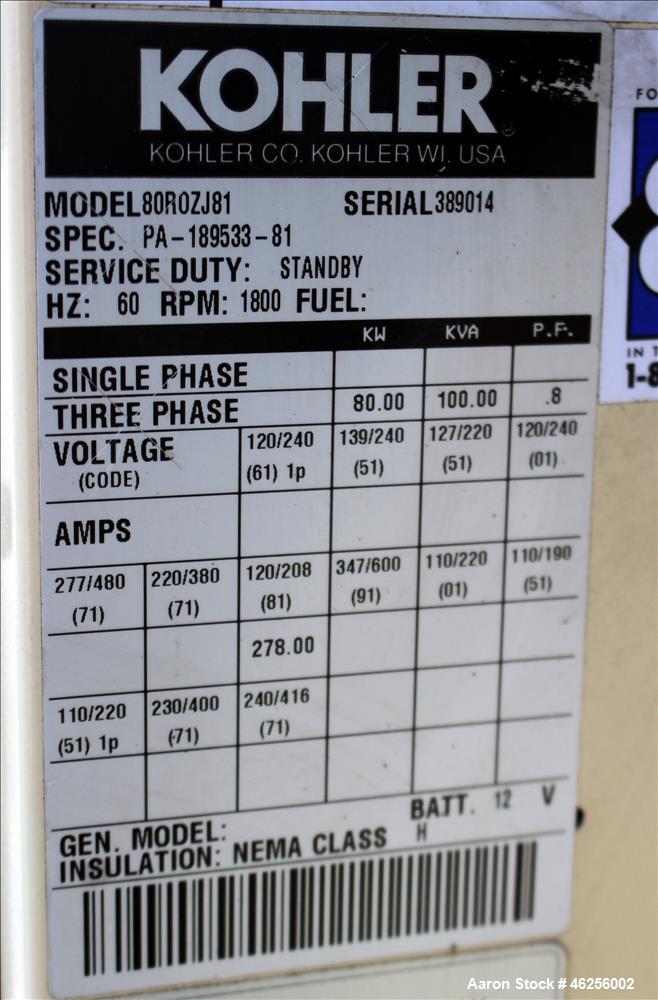 KOHLER
KOHLER CO. KOHLER WI. USA
MODEL 80ROZJ81 SERIAL 389014
SPEC. PA-189533-81
SERVICE DUTY: STANDBY
HZ: 60 RPM: 1800 FUEL:
KW KVA P.F.
SINGLE PHASE
THREE PHASE 80.00 100.00 .8
VOLTAGE 120/240 139/240 127/220 120/240
(CODE) (61) 1p (51) (51) (01)
AMPS
277/480 220/380 120/208 347/600 110/220 110/190
(71) (71) (81) (91) (01) (51)
278.00
110/220 230/400 240/416
(51) 1p (71) (71)
BATT. 12 V
GEN. MODEL:
INSULATION: NEMA CLASS H
FO
IN T
1-8
Aaron Stock # 46256002